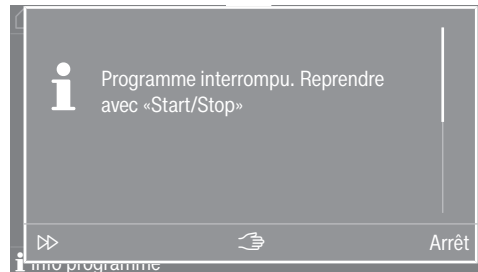 Programme interrompu. Reprendre
avec «Start/Stop»
Arrêt
Info programme